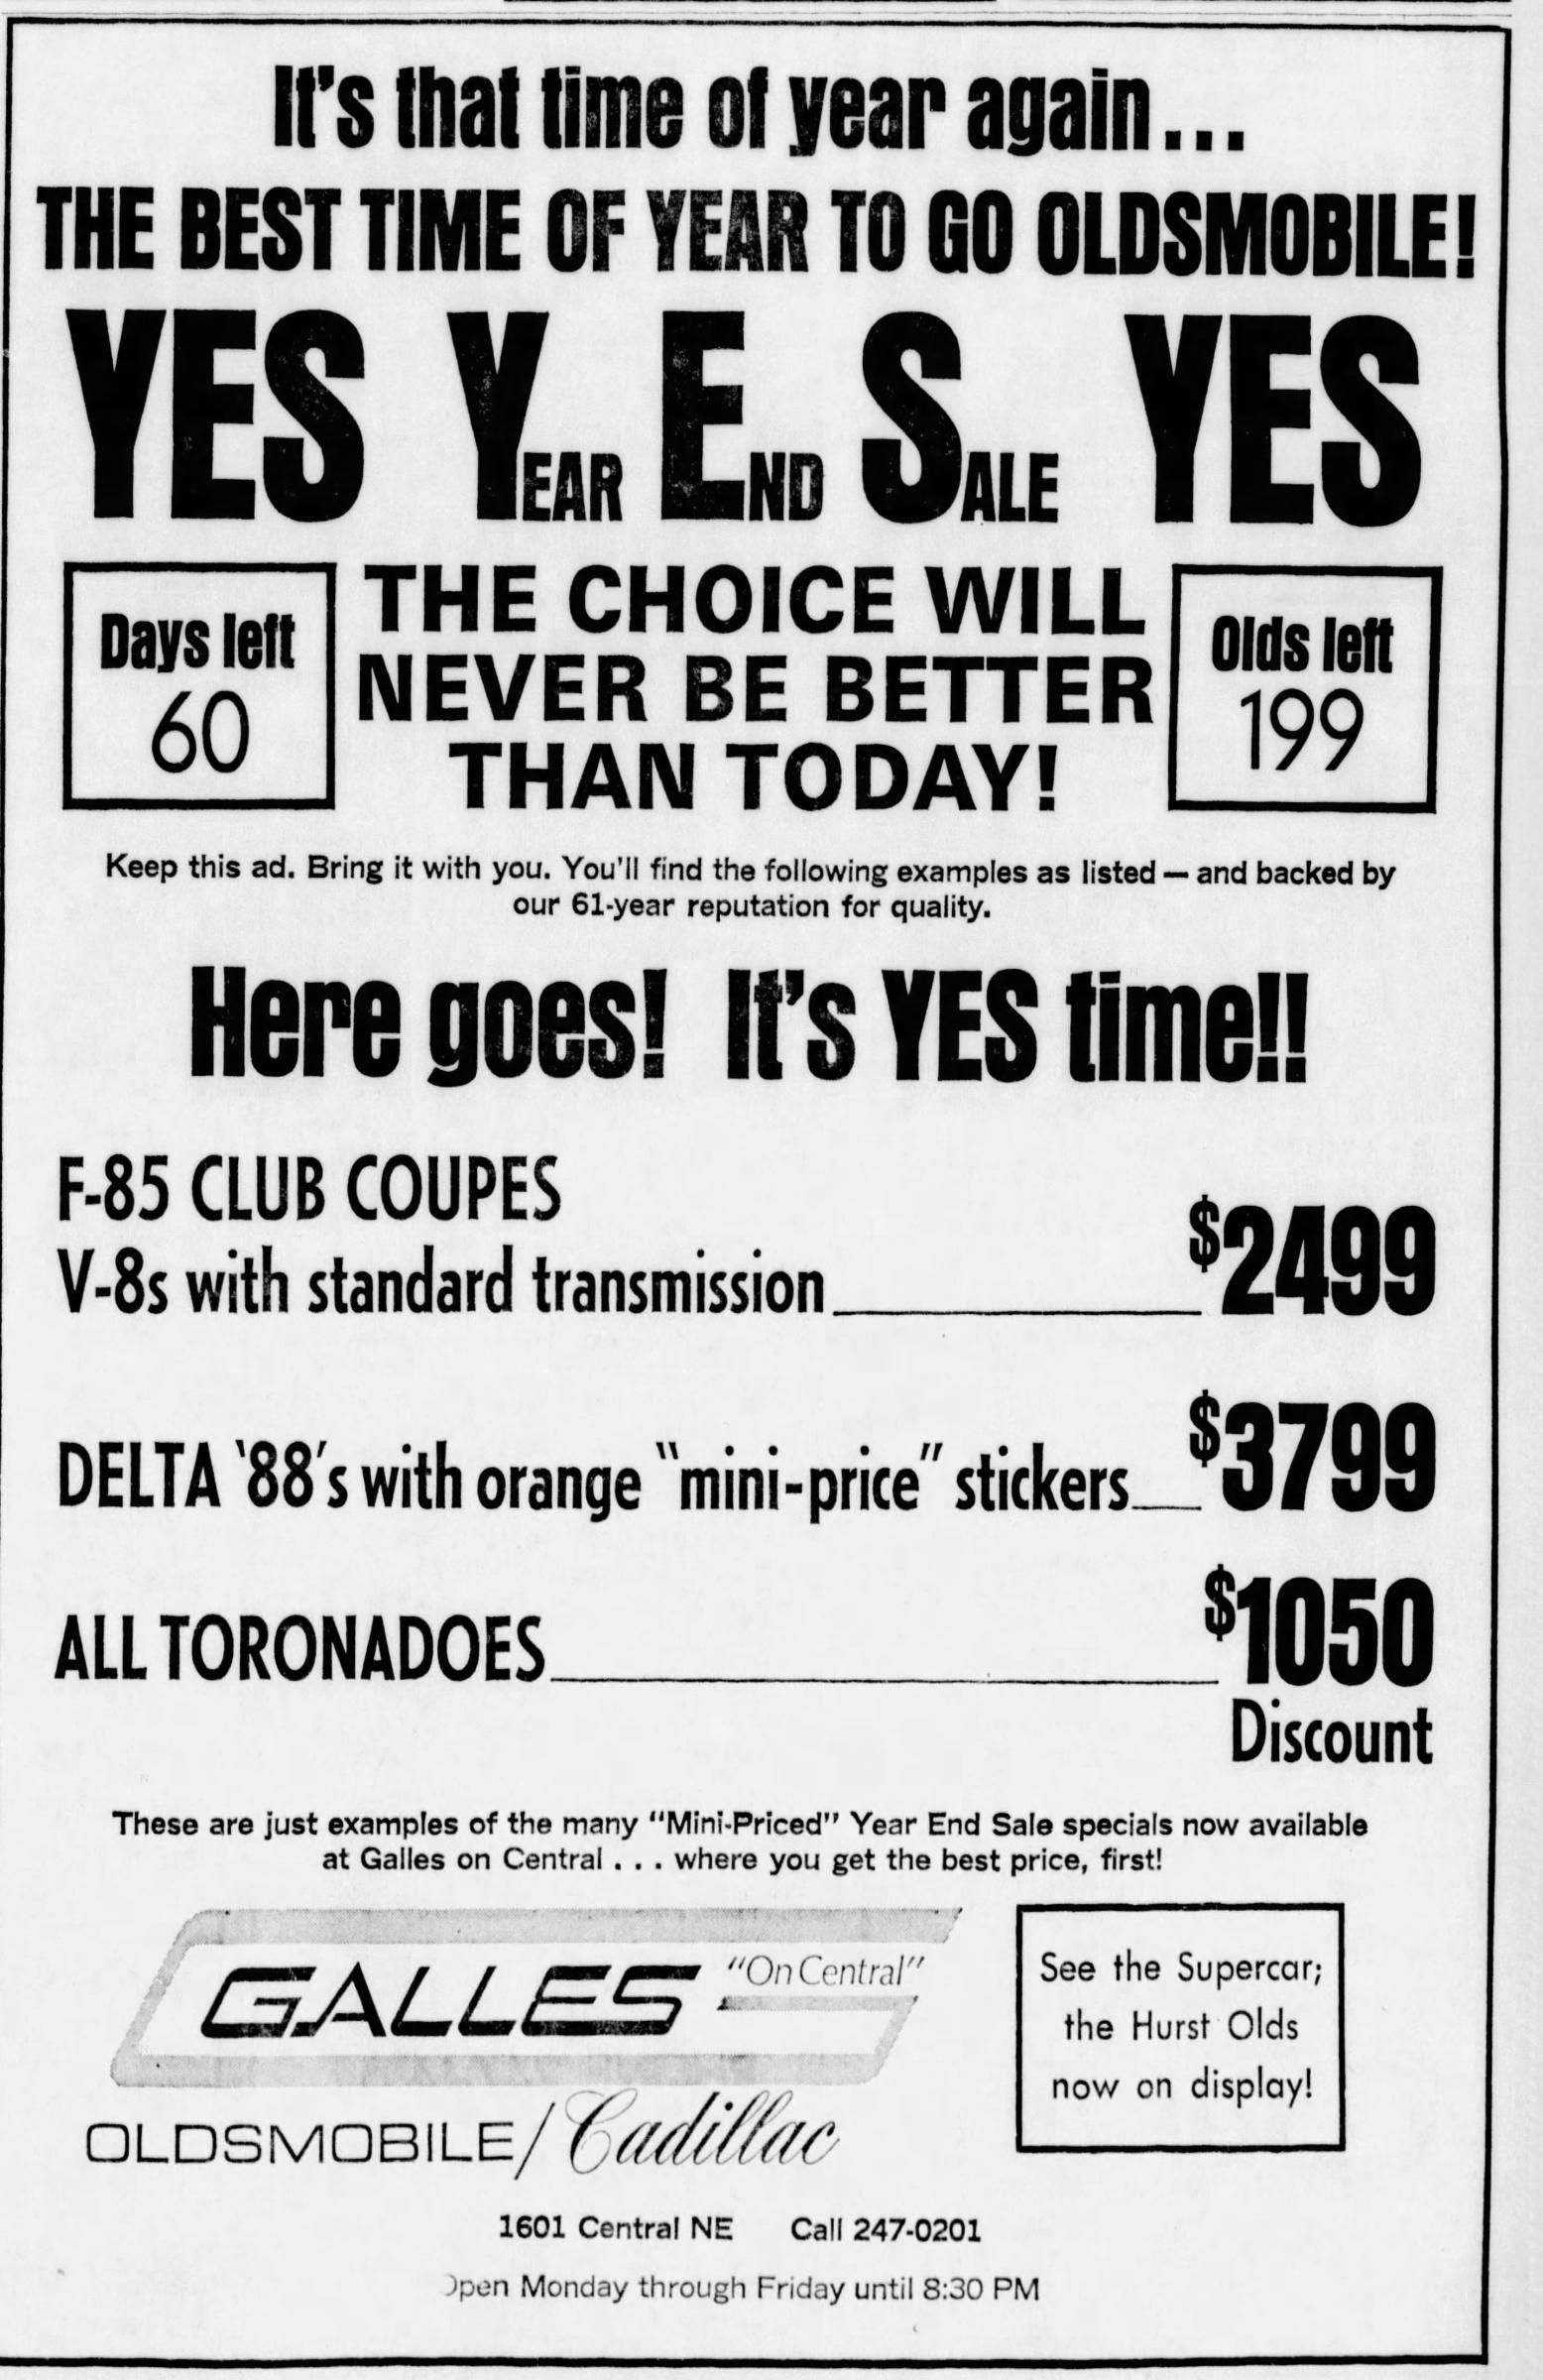 It's that time of year again...
THE BEST TIME OF YEAR TO GO OLDSMOBILE!
YES YEAR END SALE YES
Days left
60
THE CHOICE WILL
NEVER BE BETTER
THAN TODAY!
Olds left
199
Keep this ad. Bring it with you. You'll find the following examples as listed — and backed by
our 61-year reputation for quality.
Here goes! It's YES time!!
F-85 CLUB COUPES
V-8s with standard transmission $2499
DELTA '88's with orange "mini-price" stickers $3799
ALL TORONADOES $1050
Discount
These are just examples of the many "Mini-Priced" Year End Sale specials now available
at Galles on Central . . . where you get the best price, first!
GALLES "On Central"
OLDSMOBILE/Cadillac
See the Supercar;
the Hurst Olds
now on display!
1601 Central NE Call 247-0201
Open Monday through Friday until 8:30 PM